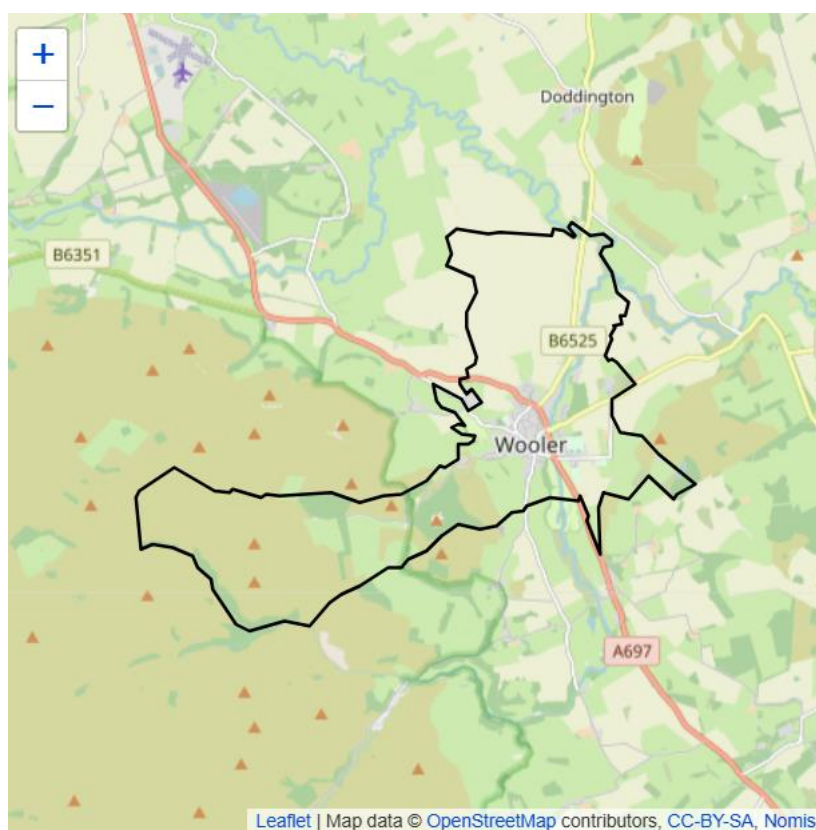 +
−
Doddington
B6351
B6525
Wooler
A697
Leaflet | Map data © OpenStreetMap contributors, CC-BY-SA, Nomis